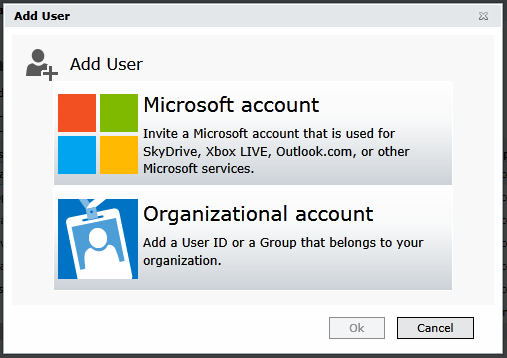 Add User
Add User
Microsoft account
Invite a Microsoft account that is used for
SkyDrive, Xbox LIVE, Outlook.com, or other
Microsoft services.
Organizational account
Add a User ID or a Group that belongs to your
organization.
Ok
Cancel